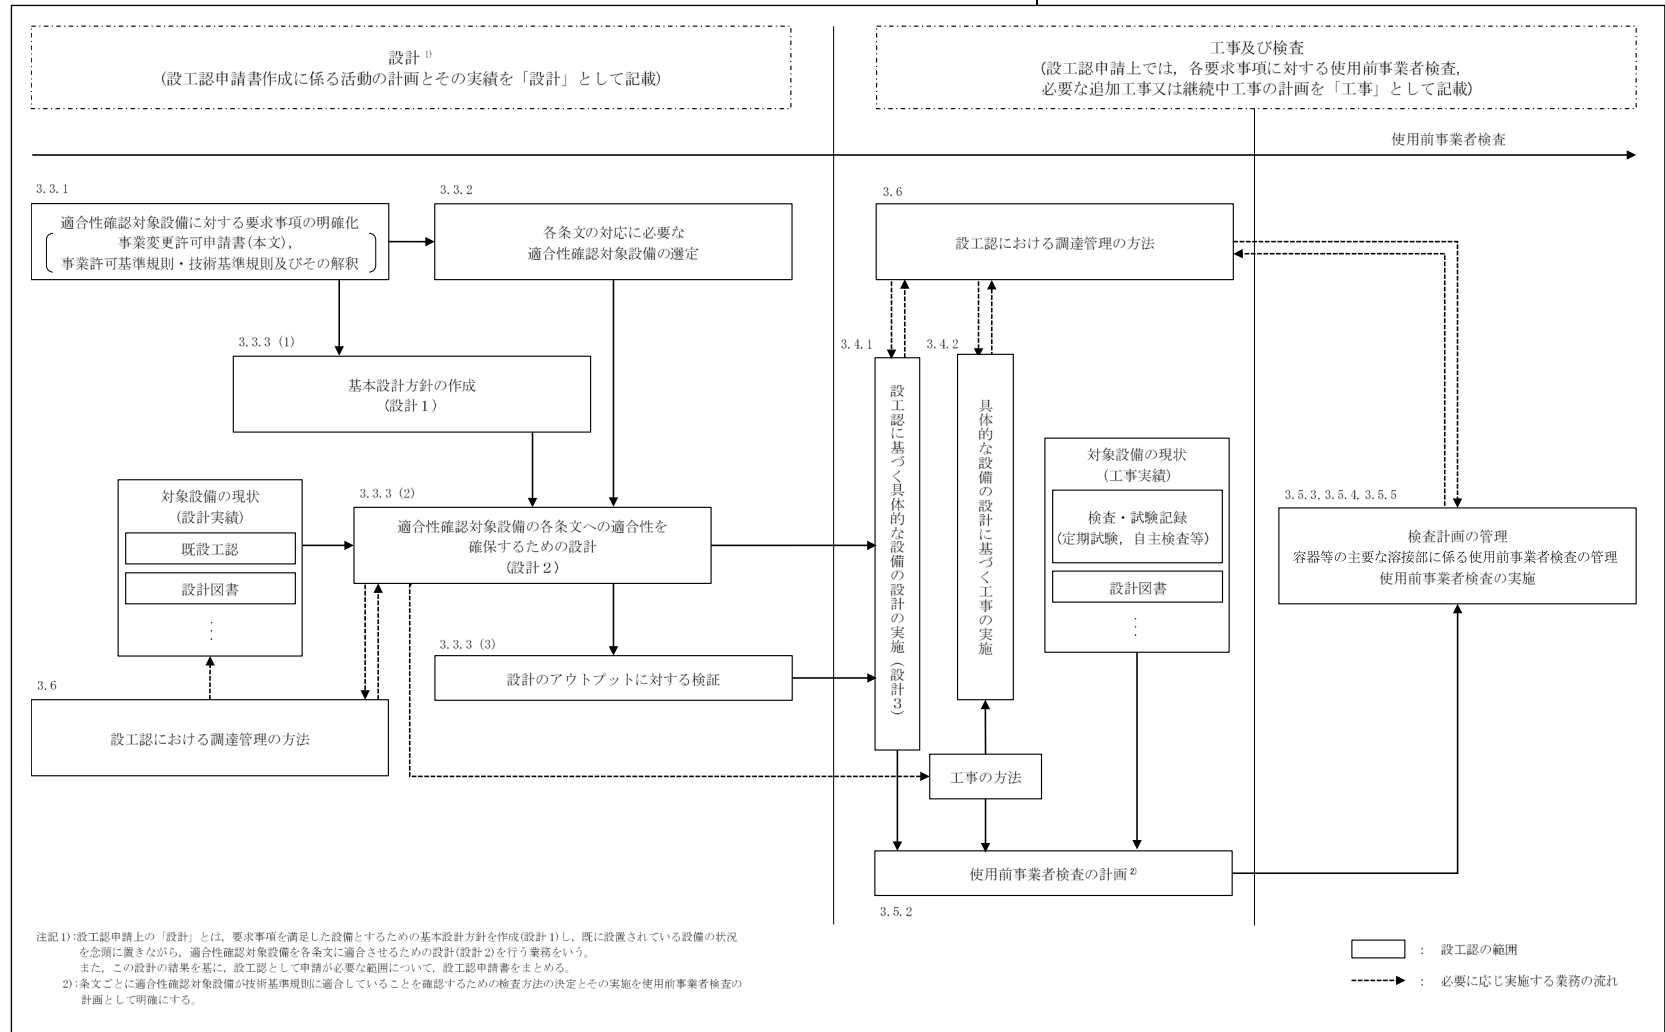 設計 1)
(設工認申請書作成に係る活動の計画とその実績を「設計」として記載)
工事及び検査
(設工認申請上では，各要求事項に対する使用前事業者検査，
必要な追加工事又は継続中工事の計画を「工事」として記載)
使用前事業者検査
3.3.1
適合性確認対象設備に対する要求事項の明確化
事業変更許可申請書(本文)，
事業許可基準規則・技術基準規則及びその解釈
3.3.2
各条文の対応に必要な
適合性確認対象設備の選定
3.3.3 (1)
基本設計方針の作成
(設計１)
対象設備の現状
(設計実績)
既設工認
設計図書
⋮
3.3.3 (2)
適合性確認対象設備の各条文への適合性を
確保するための設計
(設計２)
3.3.3 (3)
設計のアウトプットに対する検証
3.6
設工認における調達管理の方法
3.6
設工認における調達管理の方法
3.4.1
設工認に基づく具体的な設備の設計の実施（設計３）
3.4.2
具体的な設備の設計に基づく工事の実施
対象設備の現状
(工事実績)
検査・試験記録
(定期試験，自主検査等)
設計図書
⋮
工事の方法
使用前事業者検査の計画 2)
3.5.2
3.5.3, 3.5.4, 3.5.5
検査計画の管理
容器等の主要な溶接部に係る使用前事業者検査の管理
使用前事業者検査の実施
注記 1)：設工認申請上の「設計」とは，要求事項を満足した設備とするための基本設計方針を作成(設計1)し，既に設置されている設備の状況
を念頭に置きながら，適合性確認対象設備を各条文に適合させるための設計(設計2)を行う業務をいう。
また，この設計の結果を基に，設工認として申請が必要な範囲について，設工認申請書をまとめる。
2)：条文ごとに適合性確認対象設備が技術基準規則に適合していることを確認するための検査方法の決定とその実施を使用前事業者検査の
計画として明確にする。
： 設工認の範囲
： 必要に応じ実施する業務の流れ